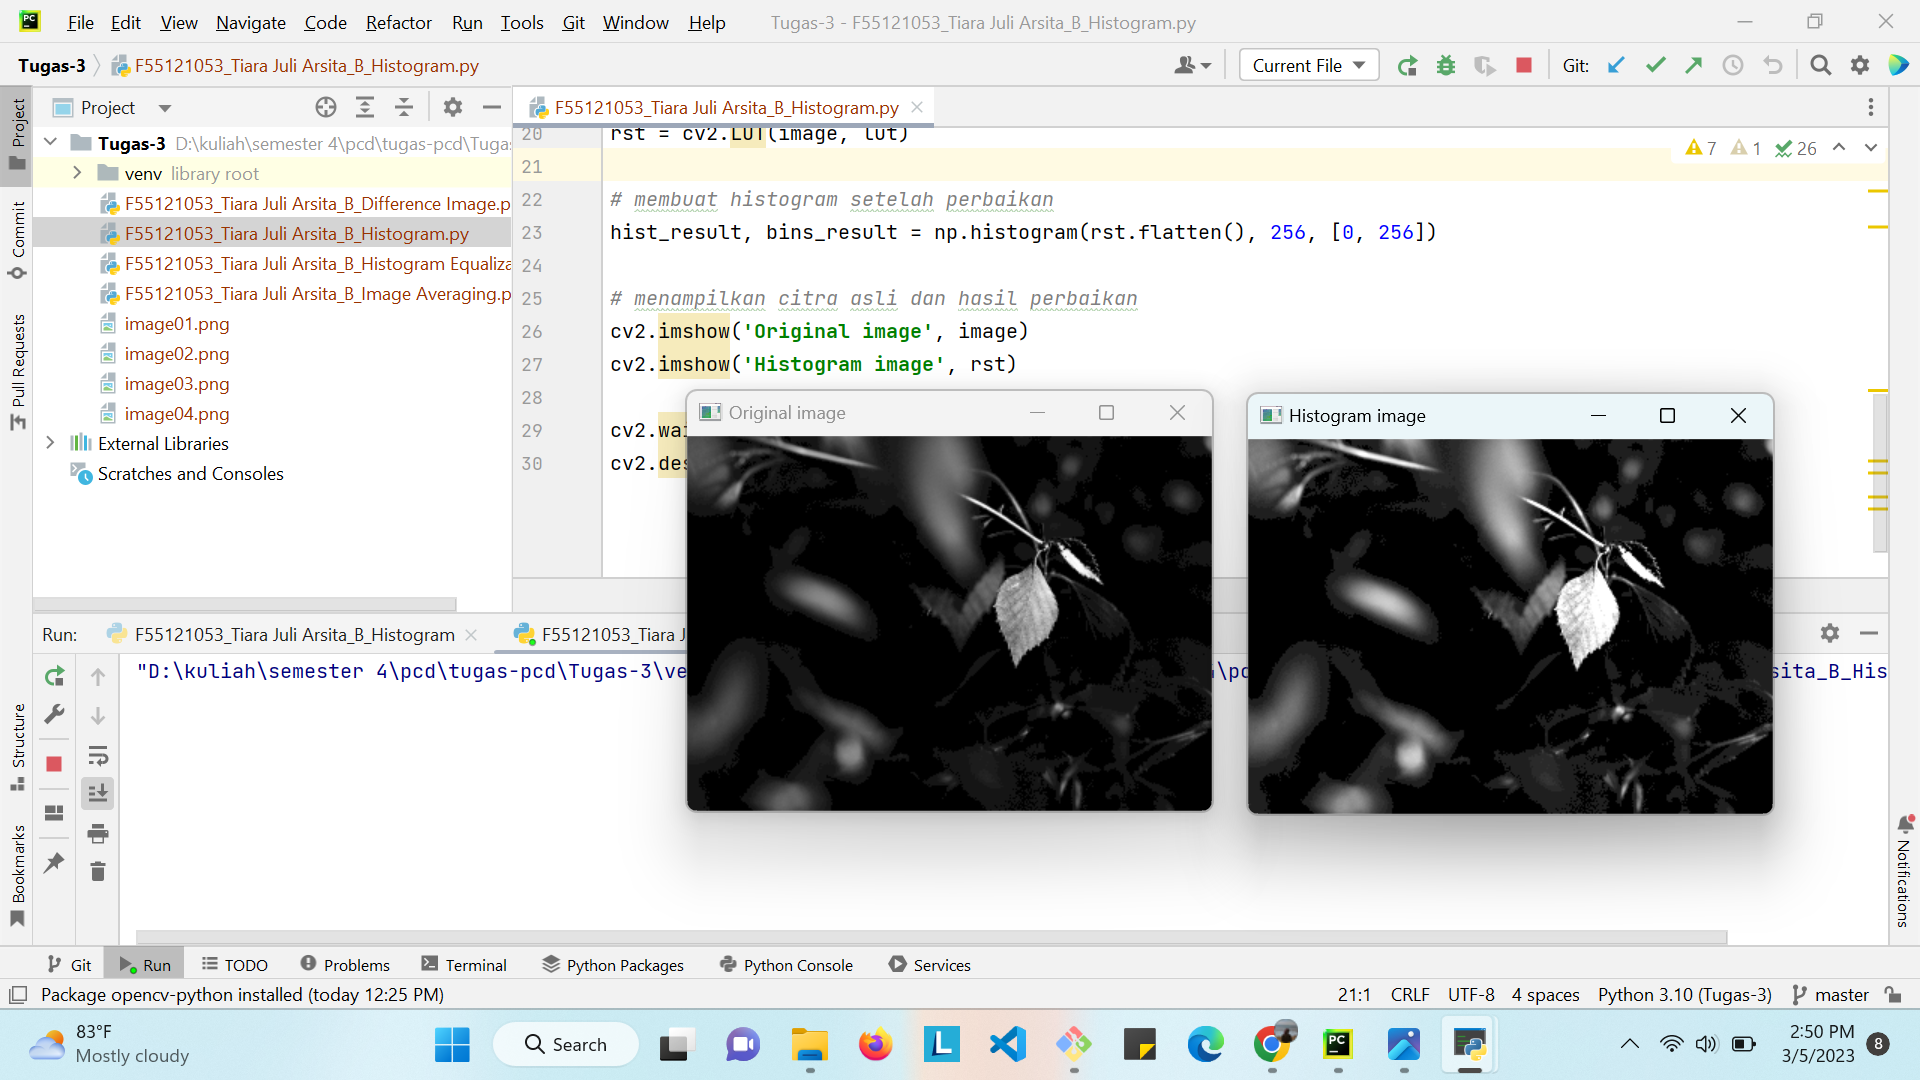 PC
File Edit View Navigate Code Refactor Run Tools Git Window Help Tugas-3 - F55121053_Tiara Juli Arsita_B_Histogram.py
Tugas-3 F55121053_Tiara Juli Arsita_B_Histogram.py Current File Git:
Project
F55121053_Tiara Juli Arsita_B_Histogram.py
Project
Commit
Pull Requests
Structure
Bookmarks
Tugas-3 D:\kuliah\semester 4\pcd\tugas-pcd\Tugas
venv library root
F55121053_Tiara Juli Arsita_B_Difference Image.p
F55121053_Tiara Juli Arsita_B_Histogram.py
F55121053_Tiara Juli Arsita_B_Histogram Equaliza
F55121053_Tiara Juli Arsita_B_Image Averaging.p
image01.png
image02.png
image03.png
image04.png
External Libraries
Scratches and Consoles
7 1 26
20 rst = cv2.LUT(image, lut)
21
22 # membuat histogram setelah perbaikan
23 hist_result, bins_result = np.histogram(rst.flatten(), 256, [0, 256])
24
25 # menampilkan citra asli dan hasil perbaikan
26 cv2.imshow('Original image', image)
27 cv2.imshow('Histogram image', rst)
28
29 cv2.wai
30 cv2.des
Original image
Histogram image
Run: F55121053_Tiara Juli Arsita_B_Histogram F55121053_Tiara J
"D:\kuliah\semester 4\pcd\tugas-pcd\Tugas-3\ve sita_B_His
Notifications
Git Run TODO Problems Terminal Python Packages Python Console Services
Package opencv-python installed (today 12:25 PM) 21:1 CRLF UTF-8 4 spaces Python 3.10 (Tugas-3) master
83°F
Mostly cloudy
Search
L
PC
2:50 PM
3/5/2023
8